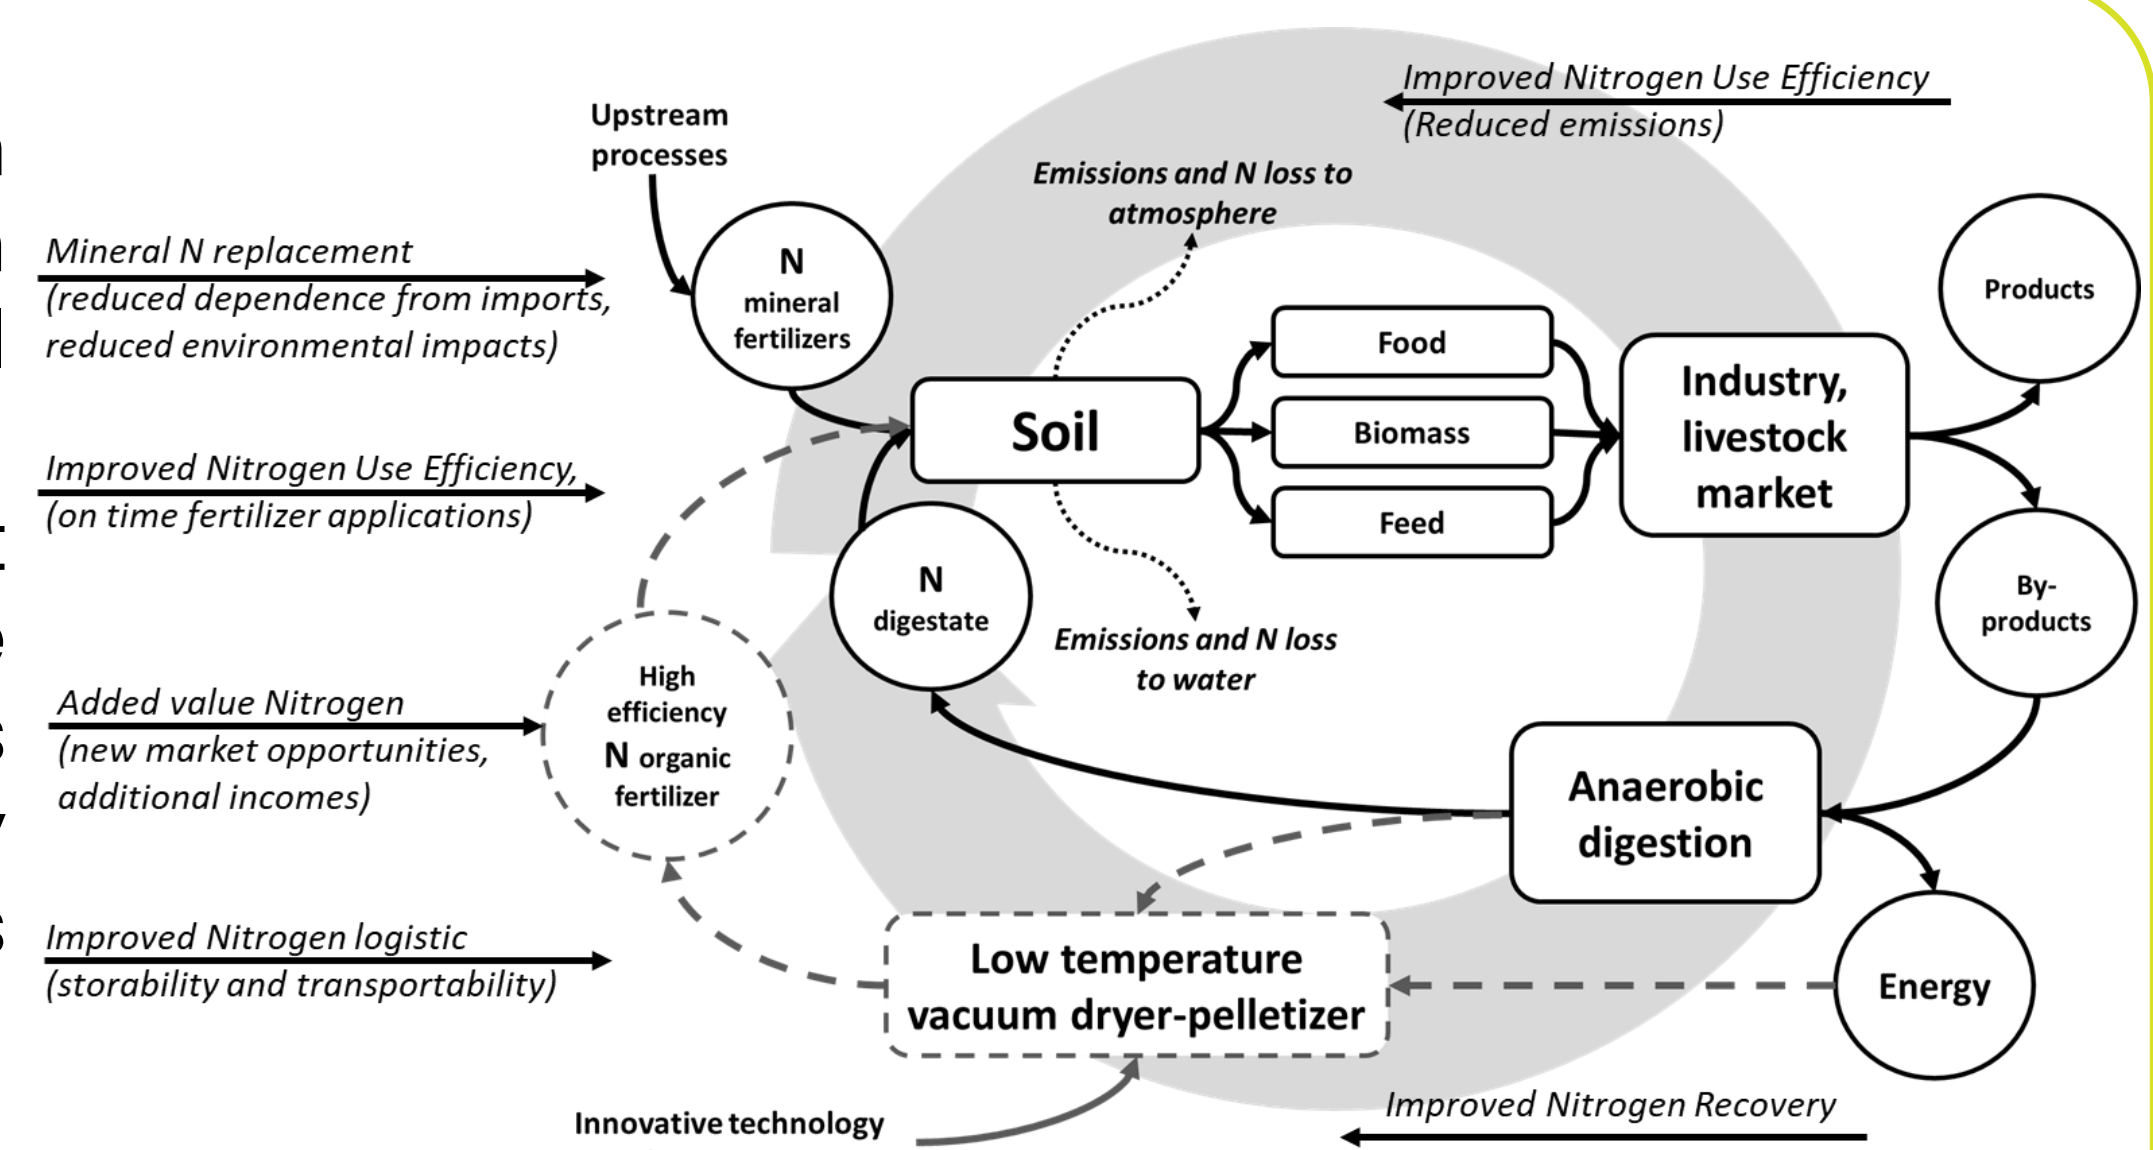 Improved Nitrogen Use Efficiency
(Reduced emissions)
Upstream
processes
Emissions and N loss to
atmosphere
Mineral N replacement
(reduced dependence from imports,
reduced environmental impacts)
N
mineral
fertilizers
Products
Food
Biomass
Feed
Soil
Industry,
livestock
market
Improved Nitrogen Use Efficiency,
(on time fertilizer applications)
N
digestate
By-
products
Emissions and N loss
to water
High
efficiency
N organic
fertilizer
Added value Nitrogen
(new market opportunities,
additional incomes)
Anaerobic
digestion
Improved Nitrogen logistic
(storability and transportability)
Low temperature
vacuum dryer-pelletizer
Energy
Innovative technology
Improved Nitrogen Recovery